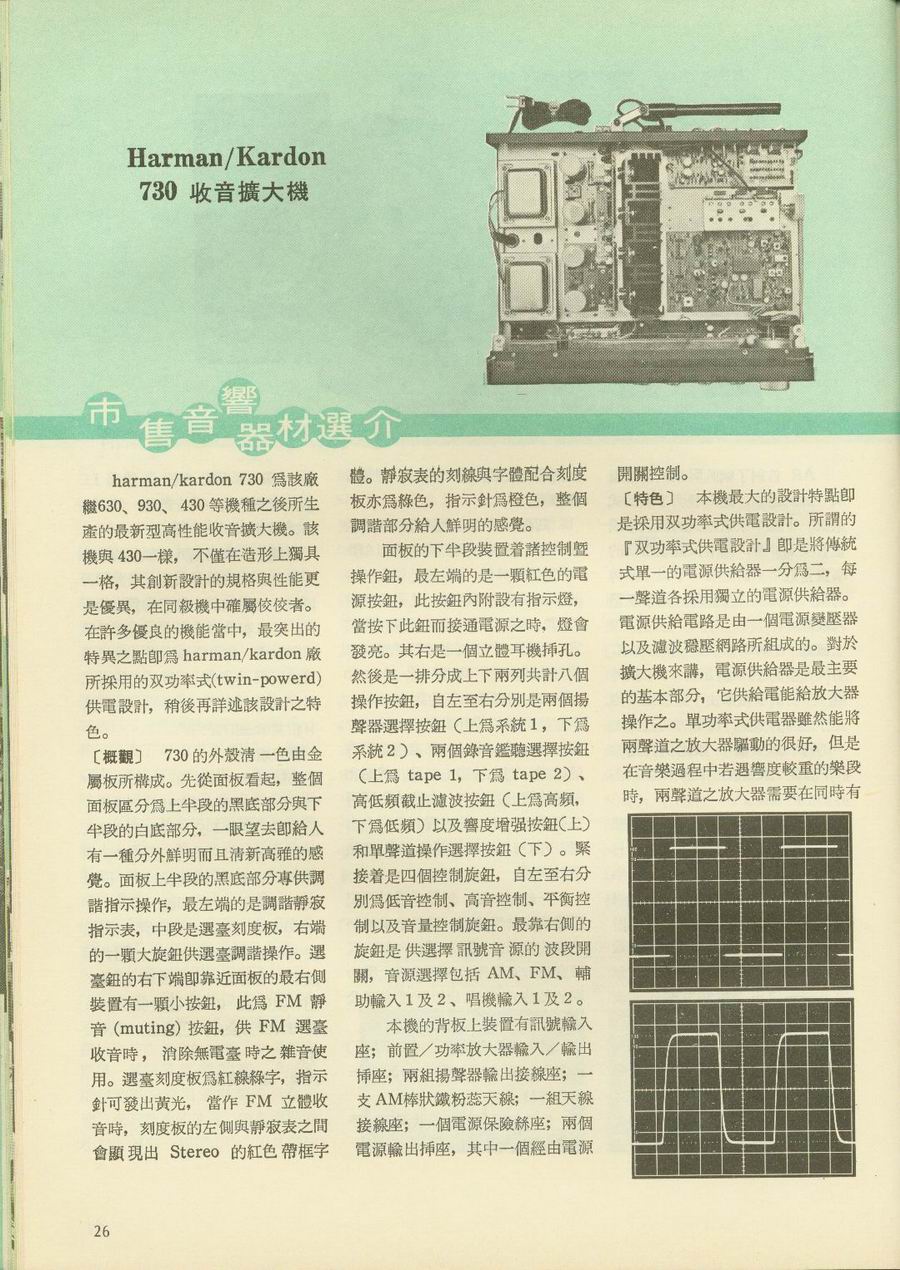 Harman/Kardon
730 收音擴大機
市售音響器材選介
harman/kardon 730 爲該廠
繼630、930、 430 等機種之後所生
產的最新型高性能收音擴大機。該
機與 430一樣， 不僅在造形上獨具
一格，其創新設計的規格與性能更
是優異，在同級機中確屬佼佼者。
在許多優良的機能當中，最突出的
特異之點卽爲 harman/kardon 廠
所採用的双功率式(twin-powerd)
供電設計，稍後再詳述該設計之特
色。
〔概觀〕 730 的外殼淸一色由金
屬板所構成。先從面板看起，整個
面板區分爲上半段的黑底部分與下
半段的白底部分，一眼望去卽給人
有一種分外鮮明而且淸新高雅的感
覺。面板上半段的黑底部分專供調
諧指示操作，最左端的是調諧靜寂
指示表，中段是選臺刻度板，右端
的一顆大旋鈕供選臺調諧操作。選
臺鈕的右下端卽靠近面板的最右側
裝置有一顆小按鈕， 此爲 FM 靜
音 (muting) 按鈕，供 FM 選臺
收音時， 消除無電臺時之雜音使
用。選臺刻度板爲紅線綠字，指示
針可發出黃光， 當作 FM 立體收
音時，刻度板的左側與靜寂表之間
會顯現出 Stereo 的紅色帶框字
體。靜寂表的刻線與字體配合刻度
板亦爲綠色，指示針爲橙色，整個
調諧部分給人鮮明的感覺。
面板的下半段裝置着諸控制曁
操作鈕，最左端的是一顆紅色的電
源按鈕，此按鈕內附設有指示燈，
當按下此鈕而接通電源之時，燈會
發亮。其右是一個立體耳機揷孔。
然後是一排分成上下兩列共計八個
操作按鈕，自左至右分別是兩個揚
聲器選擇按鈕（上爲系統 1，下爲
系統 2 ）、兩個錄音鑑聽選擇按鈕
（上爲 tape 1, 下爲 tape 2）、
高低頻截止濾波按鈕（上爲高頻，
下爲低頻）以及響度增强按鈕(上)
和單聲道操作選擇按鈕（下）。緊
接着是四個控制旋鈕，自左至右分
別爲低音控制、高音控制、平衡控
制以及音量控制旋鈕。最靠右側的
旋鈕是供選擇訊號音源的波段開
關，音源選擇包括 AM、FM、 輔
助輸入 1 及 2 、唱機輸入 1 及 2 。
本機的背板上裝置有訊號輸入
座；前置／功率放大器輸入／輸出
揷座；兩組揚聲器輸出接線座；一
支 AM棒狀鐵粉蕊天線；一組天線
接線座；一個電源保險絲座；兩個
電源輸出揷座，其中一個經由電源
開關控制。
〔特色〕 本機最大的設計特點卽
是採用双功率式供電設計。所謂的
『双功率式供電設計』卽是將傳統
式單一的電源供給器一分爲二，每
一聲道各採用獨立的電源供給器。
電源供給電路是由一個電源變壓器
以及濾波穩壓網路所組成的。對於
擴大機來講，電源供給器是最主要
的基本部分，它供給電能給放大器
操作之。單功率式供電器雖然能將
兩聲道之放大器驅動的很好，但是
在音樂過程中若遇響度較重的樂段
時，兩聲道之放大器需要在同時有
26